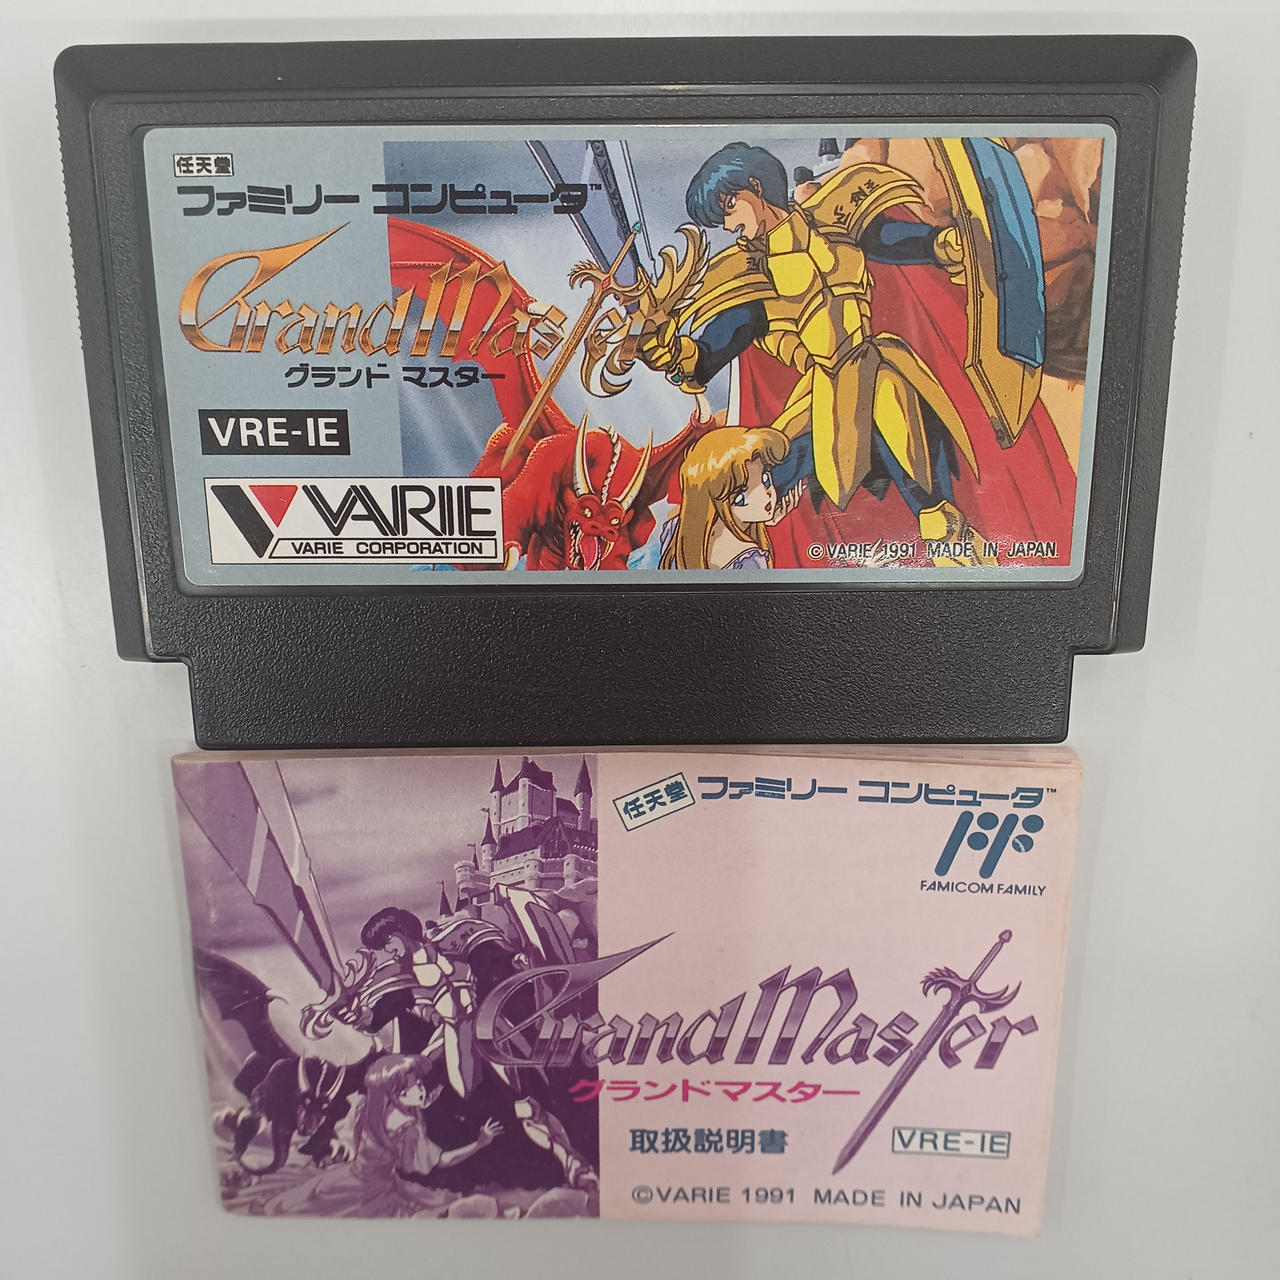 任天堂
ファミリー コンピュータ™
Grand Master
グランド マスター
VRE-IE
VARIE
VARIE CORPORATION
©VARIE 1991 MADE IN JAPAN.
任天堂 ファミリー コンピュータ™
FF
FAMICOM FAMILY
Grand Master
グランドマスター
取扱説明書
VRE-IE
©VARIE 1991 MADE IN JAPAN